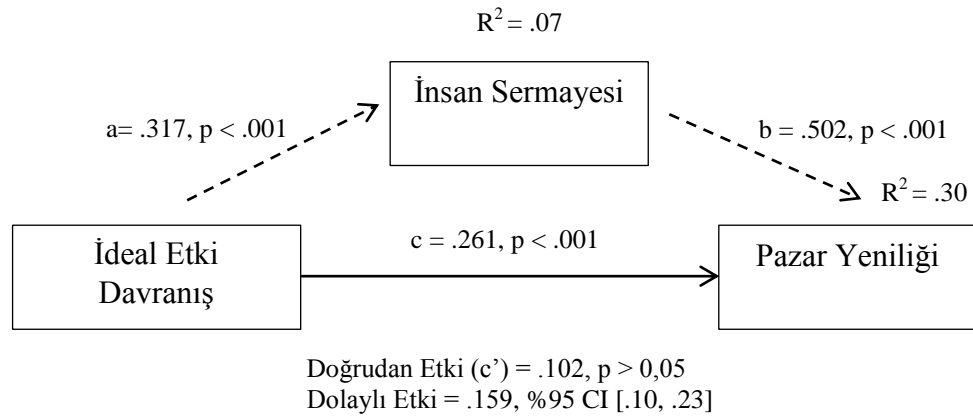 R² = .07
İnsan Sermayesi
a= .317, p < .001
b = .502, p < .001
R² = .30
c = .261, p < .001
İdeal Etki
Davranış
Pazar Yeniliği
Doğrudan Etki (c’) = .102, p > 0,05
Dolaylı Etki = .159, %95 CI [.10, .23]